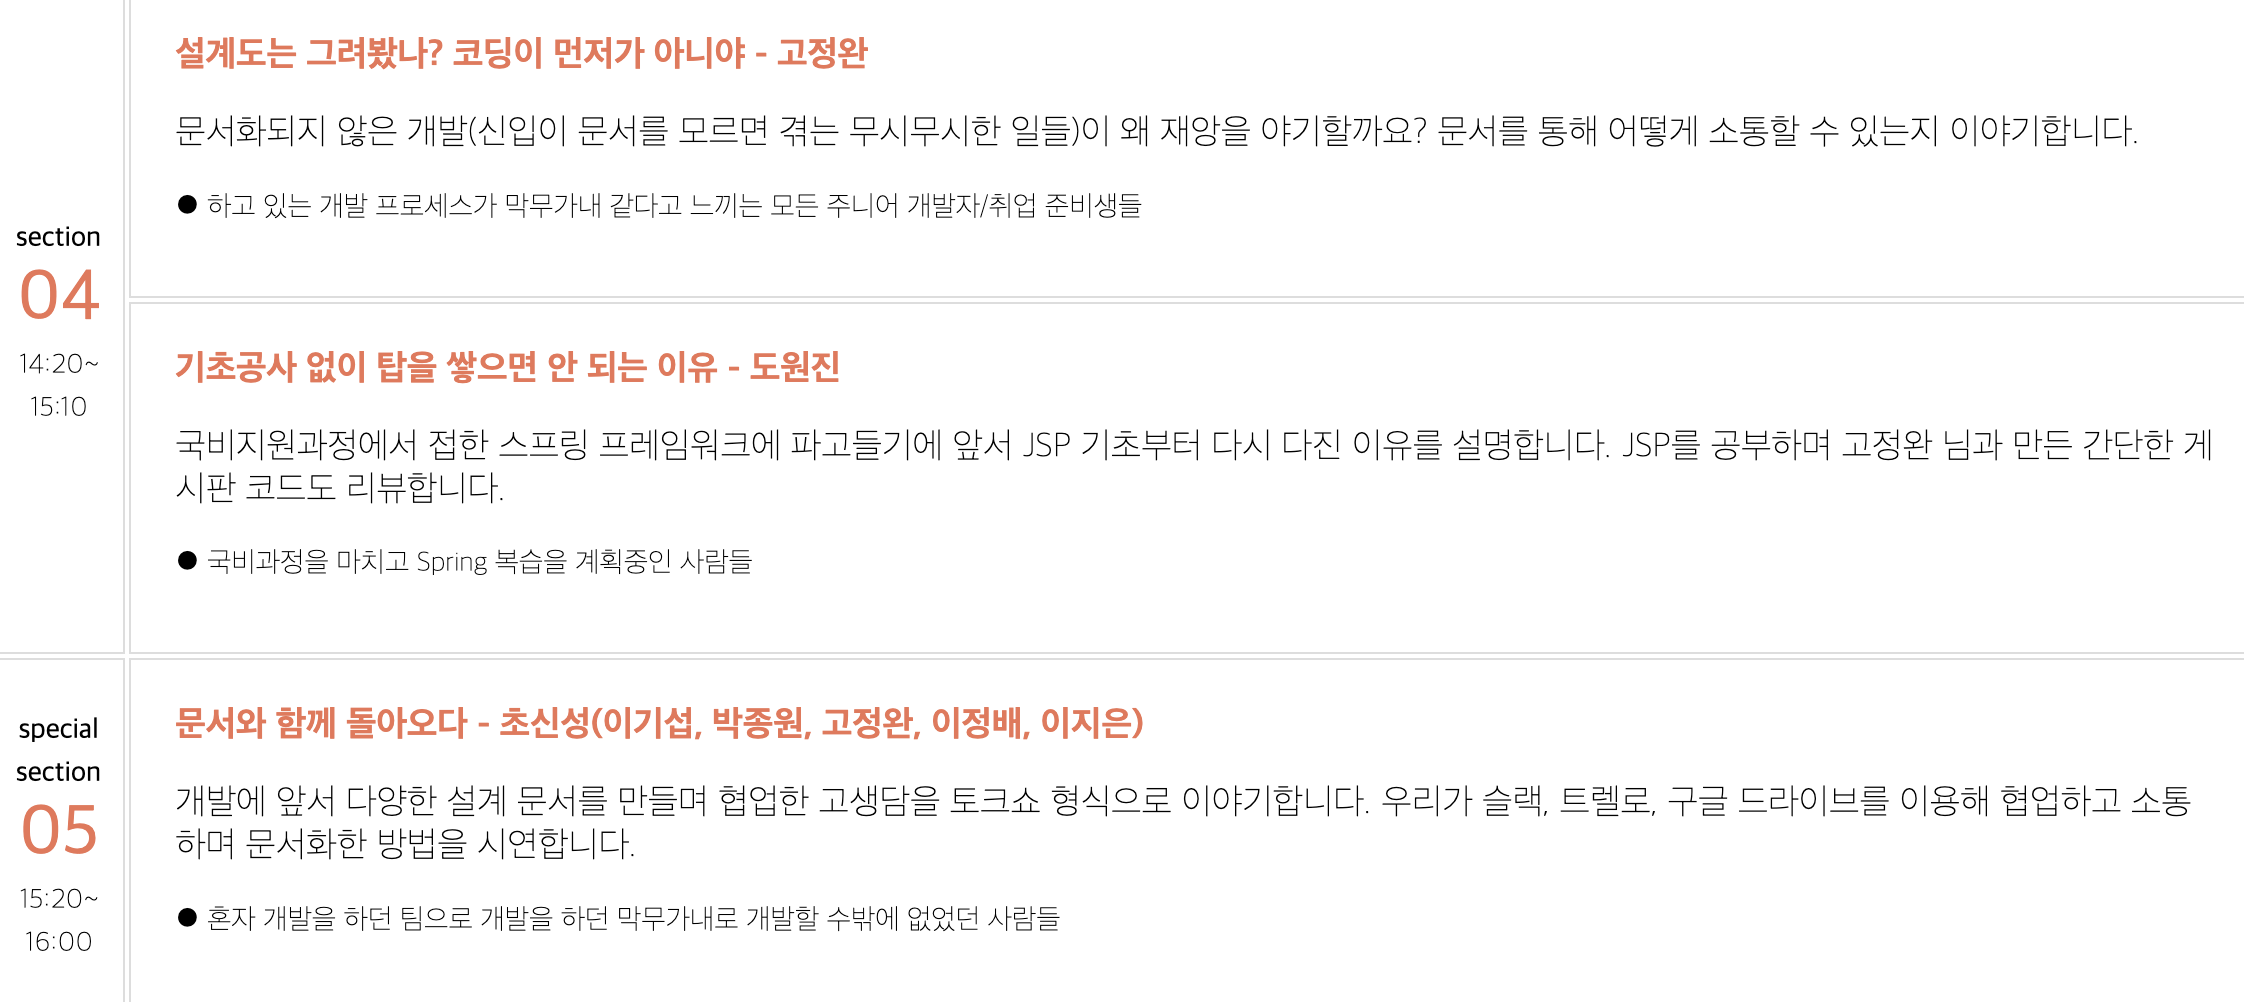 설계도는 그려봤나? 코딩이 먼저가 아니야 - 고정완
문서화되지 않은 개발(신입이 문서를 모르면 겪는 무시무시한 일들)이 왜 재앙을 야기할까요? 문서를 통해 어떻게 소통할 수 있는지 이야기합니다.
● 하고 있는 개발 프로세스가 막무가내 같다고 느끼는 모든 주니어 개발자/취업 준비생들
section
04
14:20~
15:10
기초공사 없이 탑을 쌓으면 안 되는 이유 - 도원진
국비지원과정에서 접한 스프링 프레임워크에 파고들기에 앞서 JSP 기초부터 다시 다진 이유를 설명합니다. JSP를 공부하며 고정완 님과 만든 간단한 게
시판 코드도 리뷰합니다.
● 국비과정을 마치고 Spring 복습을 계획중인 사람들
special
section
05
15:20~
16:00
문서와 함께 돌아오다 - 초신성(이기섭, 박종원, 고정완, 이정배, 이지은)
개발에 앞서 다양한 설계 문서를 만들며 협업한 고생담을 토크쇼 형식으로 이야기합니다. 우리가 슬랙, 트렐로, 구글 드라이브를 이용해 협업하고 소통
하며 문서화한 방법을 시연합니다.
● 혼자 개발을 하던 팀으로 개발을 하던 막무가내로 개발할 수밖에 없었던 사람들